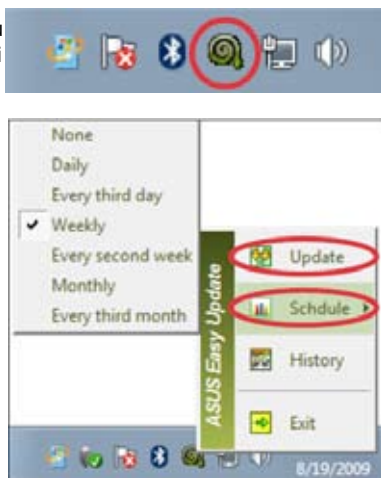 None
Daily
Every third day
Weekly
Every second week
Monthly
Every third month
ASUS Easy Update
Update
Schdule
History
Exit
8/19/2009